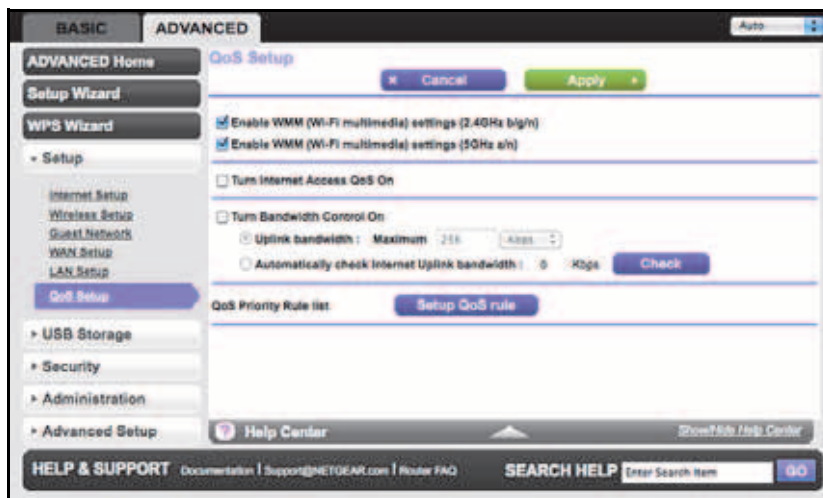 BASIC ADVANCED Auto
ADVANCED Home
Setup Wizard
WPS Wizard
Setup
Internet Setup
Wireless Setup
Guest Network
WAN Setup
LAN Setup
QoS Setup
USB Storage
Security
Administration
Advanced Setup
QoS Setup
× Cancel Apply
Enable WMM (Wi-Fi multimedia) settings (2.4GHz b/g/n)
Enable WMM (Wi-Fi multimedia) settings (5GHz a/n)
Turn Internet Access QoS On
Turn Bandwidth Control On
Uplink bandwidth : Maximum 256 Kbps
Automatically check Internet Uplink bandwidth : 0 Kbps Check
QoS Priority Rule list Setup QoS rule
? Help Center Show/Hide Help Center
HELP & SUPPORT Documentation | Support@NETGEAR.com | Router FAQ SEARCH HELP Enter Search Item GO